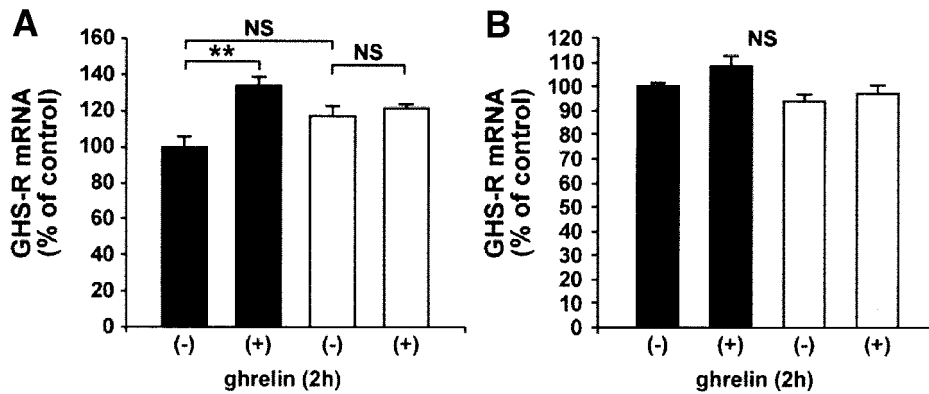 A
GHS-R mRNA
(% of control)
160
140
120
100
80
60
40
20
0
NS
**
NS
(-)
(+)
(-)
(+)
ghrelin (2h)
B
GHS-R mRNA
(% of control)
120
110
100
90
80
70
60
50
40
30
20
10
0
NS
(-)
(+)
(-)
(+)
ghrelin (2h)